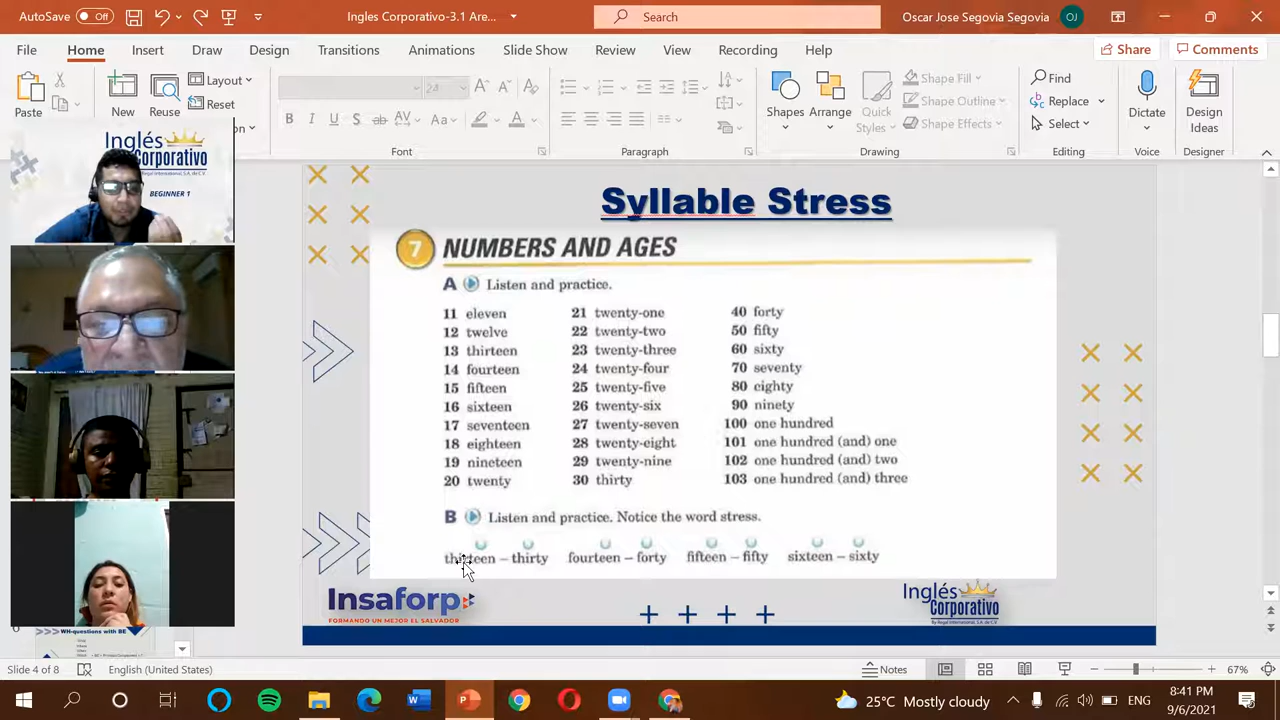 AutoSave Off
Ingles Corporativo-3.1 Are...
Search
Oscar Jose Segovia Segovia OJ
File Home Insert Draw Design Transitions Animations Slide Show Review View Recording Help
Share Comments
Paste
New
Reuse
Layout
Reset
Font
Paragraph
Shapes
Arrange
Quick
Styles
Shape Fill
Shape Outline
Shape Effects
Drawing
Find
Replace
Select
Editing
Dictate
Voice
Design
Ideas
Designer
Inglés
Corporativo
BEGINNER 1
Syllable Stress
7 NUMBERS AND AGES
A Listen and practice.
11 eleven 21 twenty-one 40 forty
12 twelve 22 twenty-two 50 fifty
13 thirteen 23 twenty-three 60 sixty
14 fourteen 24 twenty-four 70 seventy
15 fifteen 25 twenty-five 80 eighty
16 sixteen 26 twenty-six 90 ninety
17 seventeen 27 twenty-seven 100 one hundred
18 eighteen 28 twenty-eight 101 one hundred (and) one
19 nineteen 29 twenty-nine 102 one hundred (and) two
20 twenty 30 thirty 103 one hundred (and) three
B Listen and practice. Notice the word stress.
thirteen – thirty fourteen – forty fifteen – fifty sixteen – sixty
Insaforp
FORMANDO UN MEJOR EL SALVADOR
Inglés
Corporativo
By Regal International, S.A. de C.V.
WH-questions with BE
Slide 4 of 8 English (United States)
Notes
67%
25°C Mostly cloudy
ENG
8:41 PM
9/6/2021